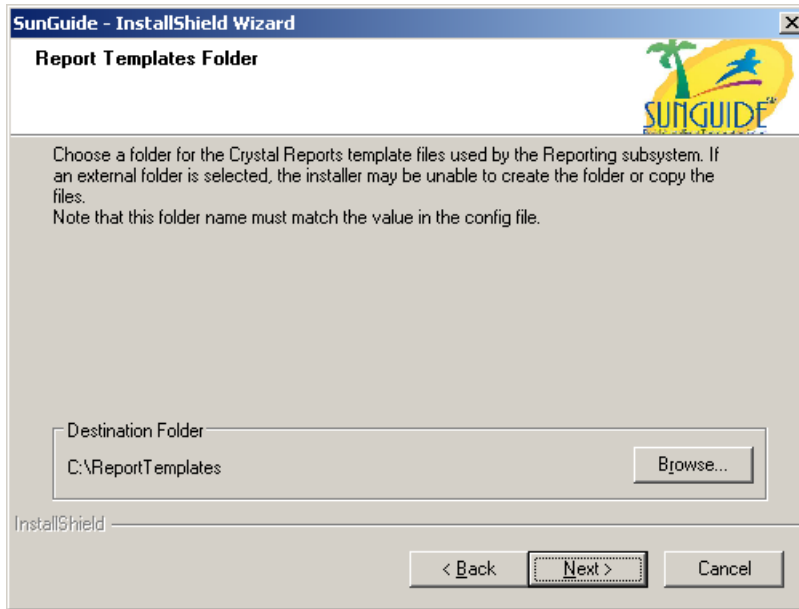 SunGuide - InstallShield Wizard
Report Templates Folder
SUNGUIDE
Choose a folder for the Crystal Reports template files used by the Reporting subsystem. If
an external folder is selected, the installer may be unable to create the folder or copy the
files.
Note that this folder name must match the value in the config file.
Destination Folder
C:\ReportTemplates
Browse...
InstallShield
< Back
Next >
Cancel